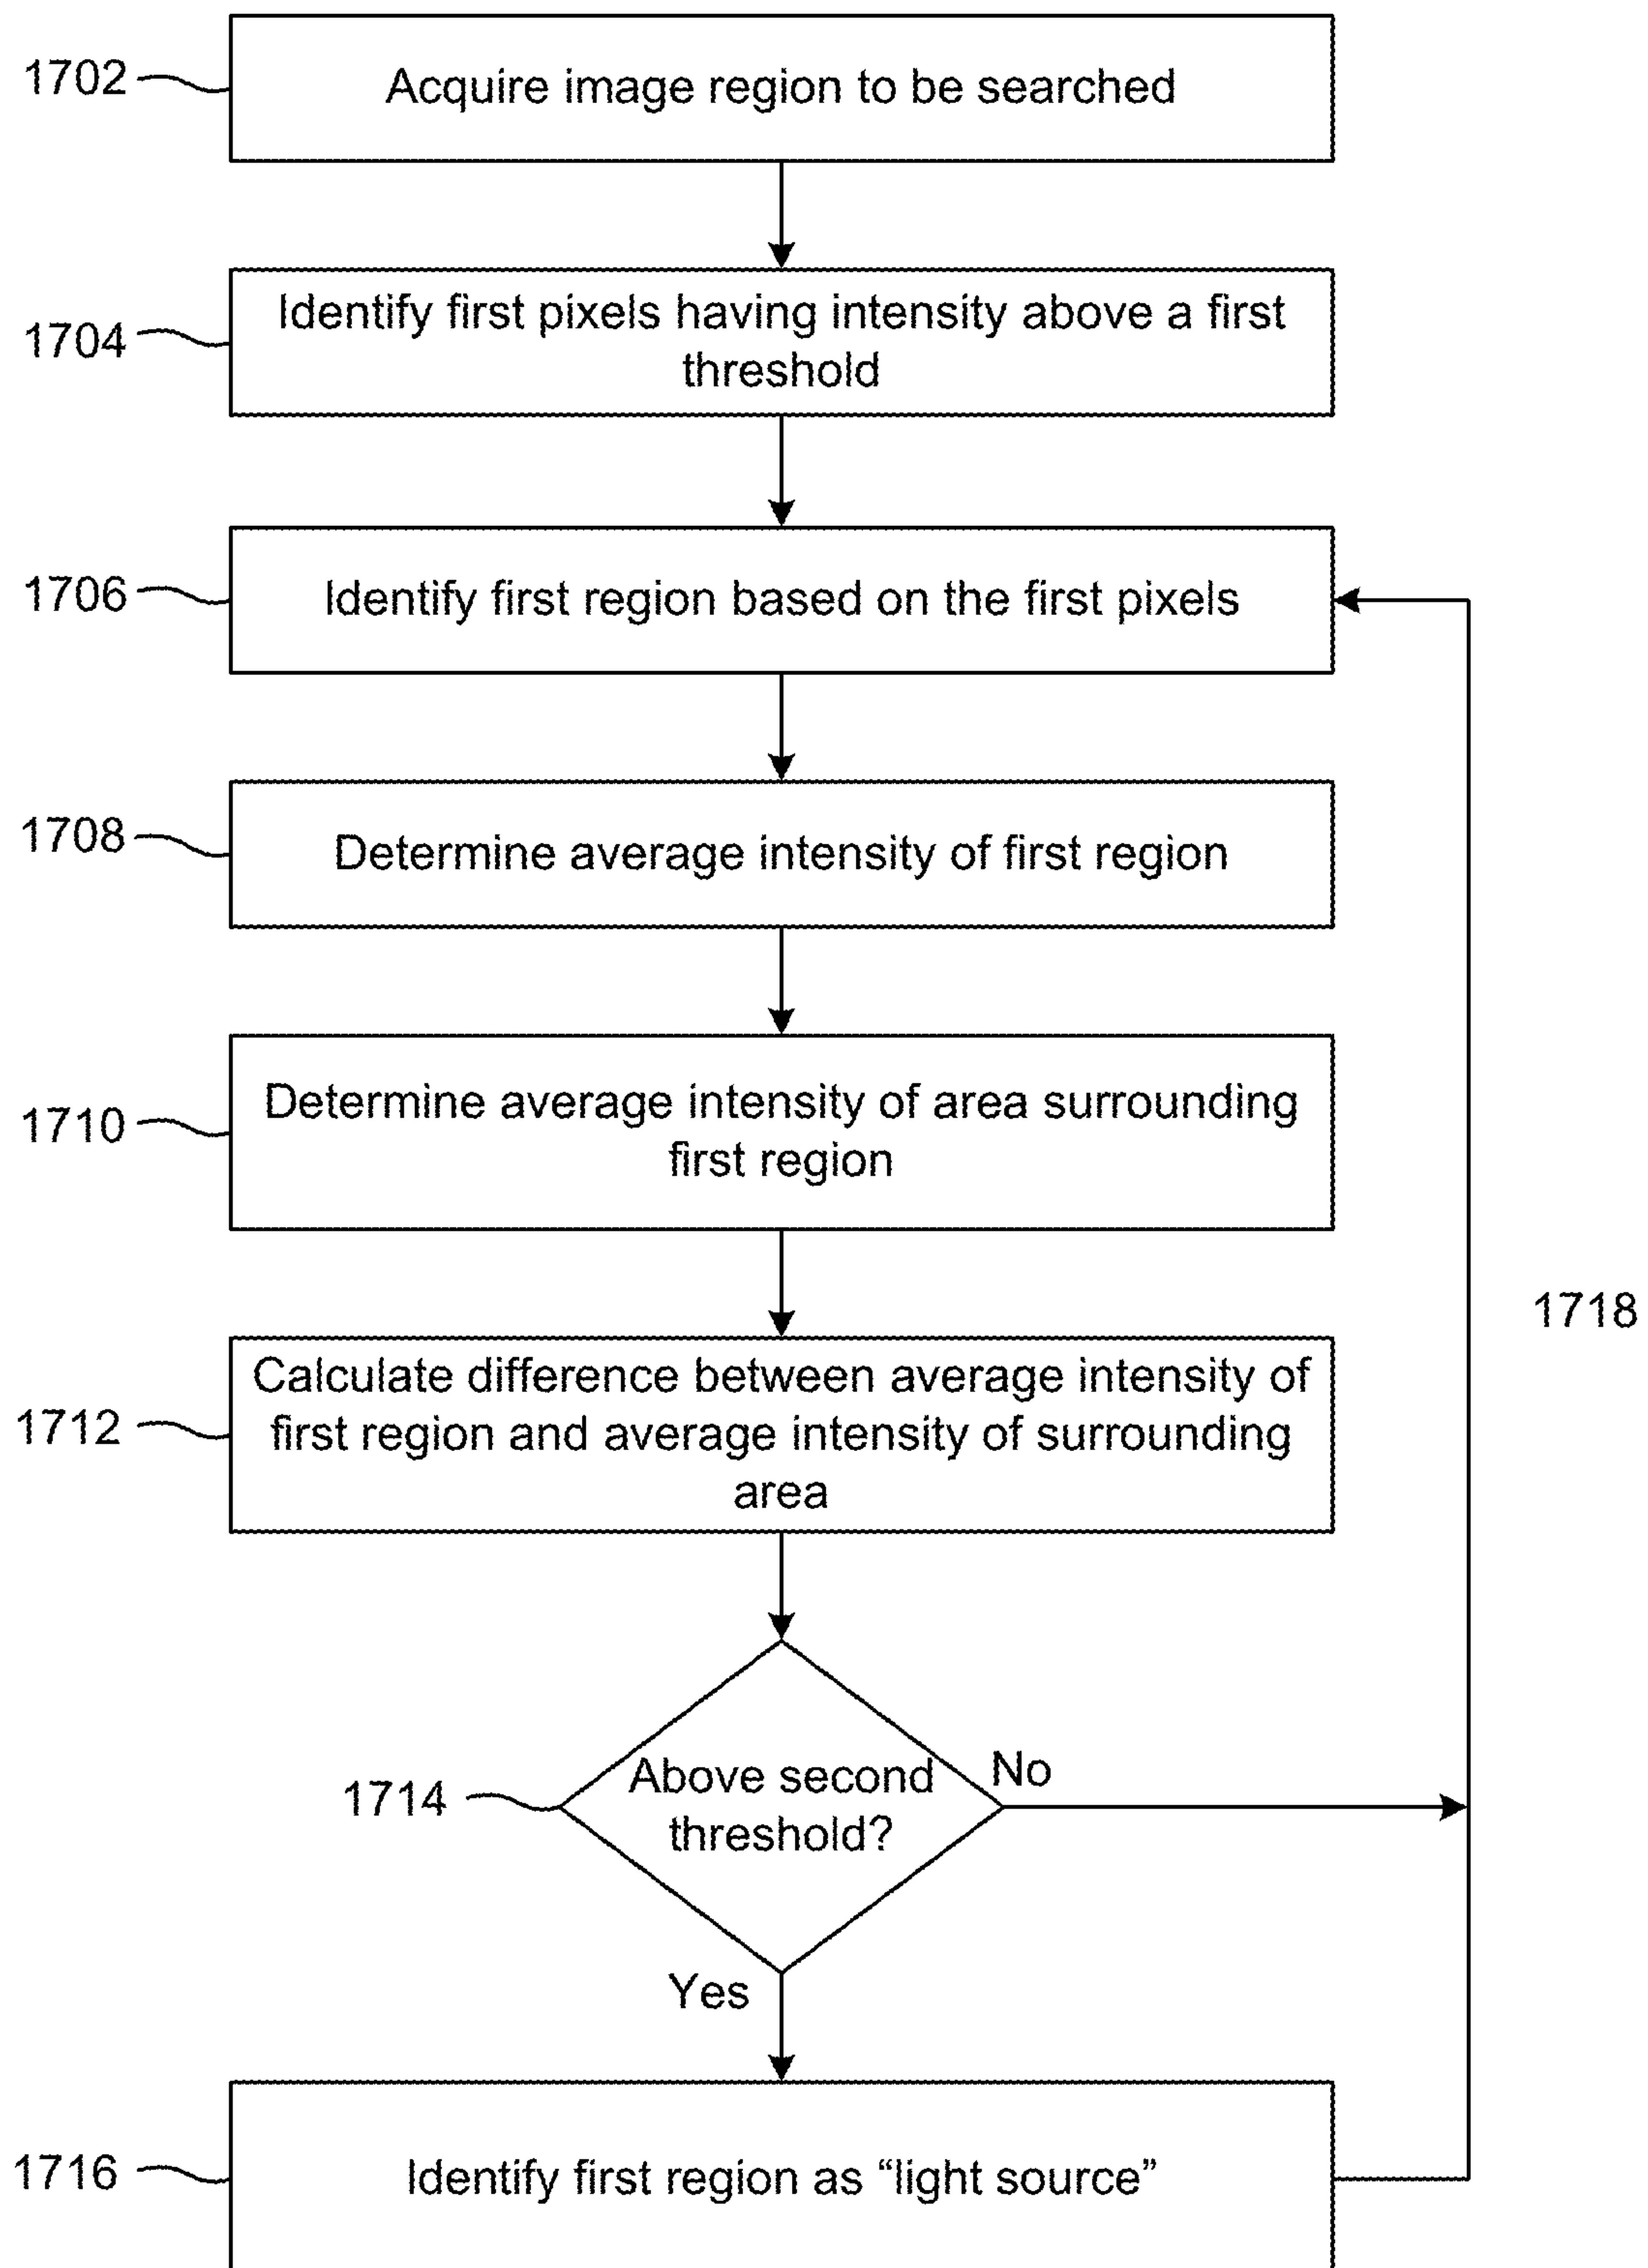 1702
Acquire image region to be searched
1704
Identify first pixels having intensity above a first
threshold
1706
Identify first region based on the first pixels
1708
Determine average intensity of first region
1710
Determine average intensity of area surrounding
first region
1718
1712
Calculate difference between average intensity of
first region and average intensity of surrounding
area
1714
Above second
threshold?
No
Yes
1716
Identify first region as “light source”